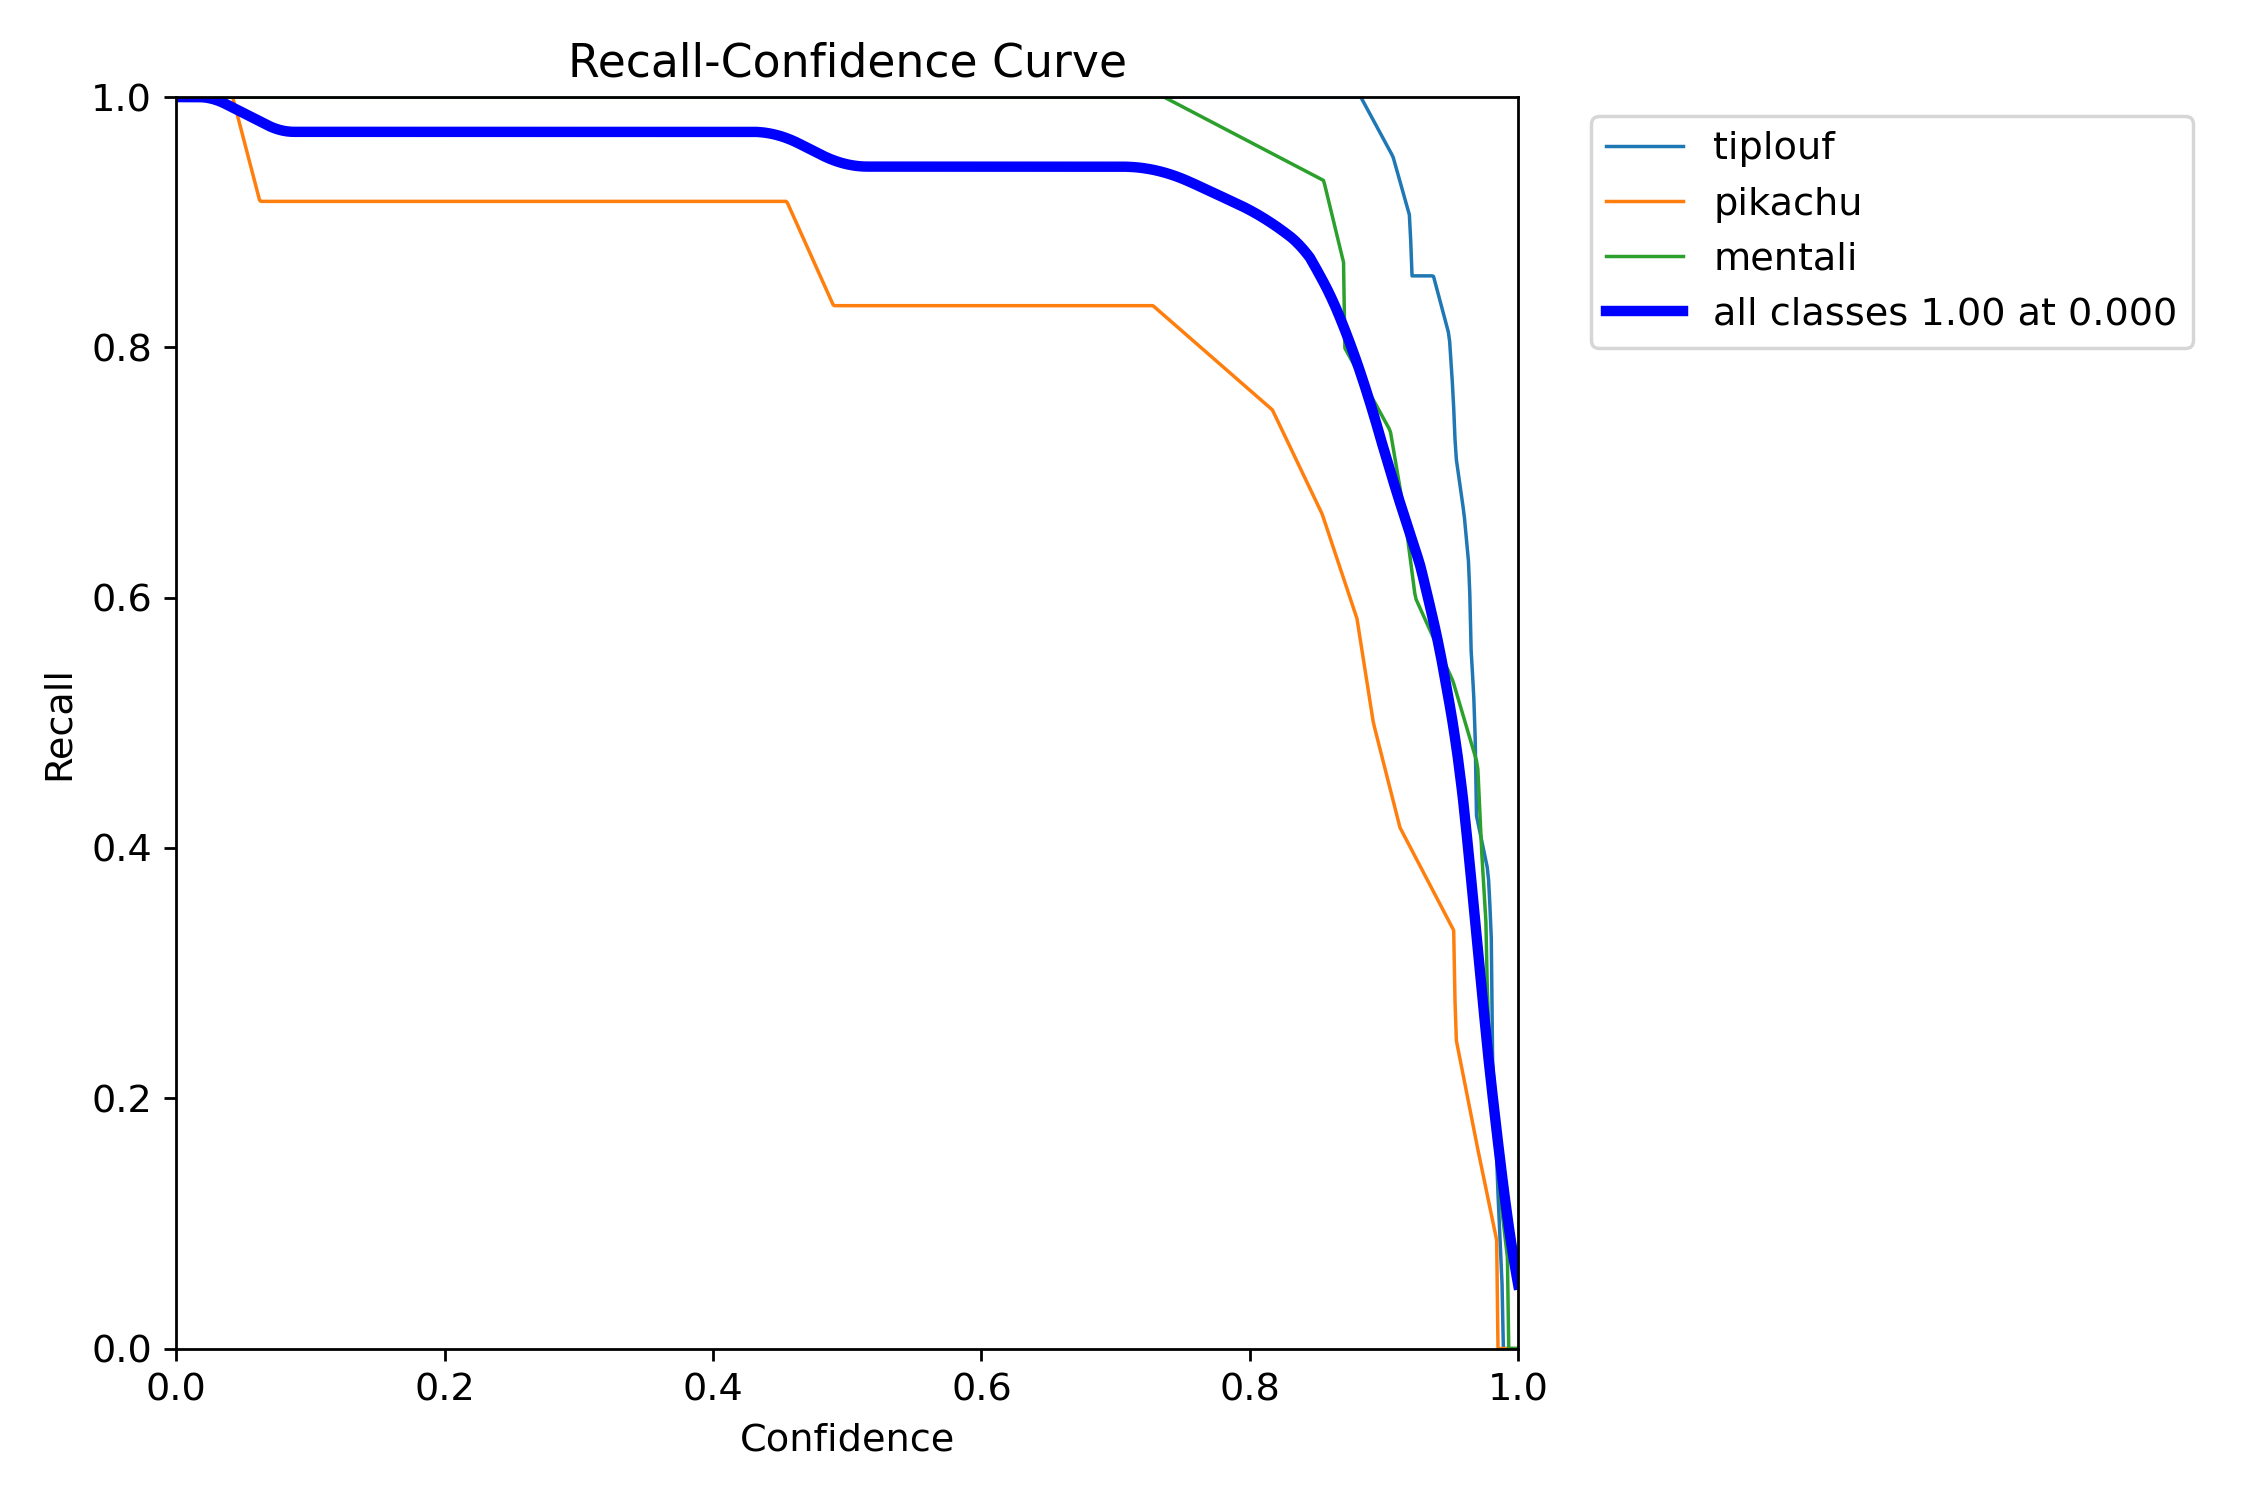 Recall-Confidence Curve
1.0
0.8
0.6
0.4
0.2
0.0
Recall
0.0 0.2 0.4 0.6 0.8 1.0
Confidence
tiplouf
pikachu
mentali
all classes 1.00 at 0.000